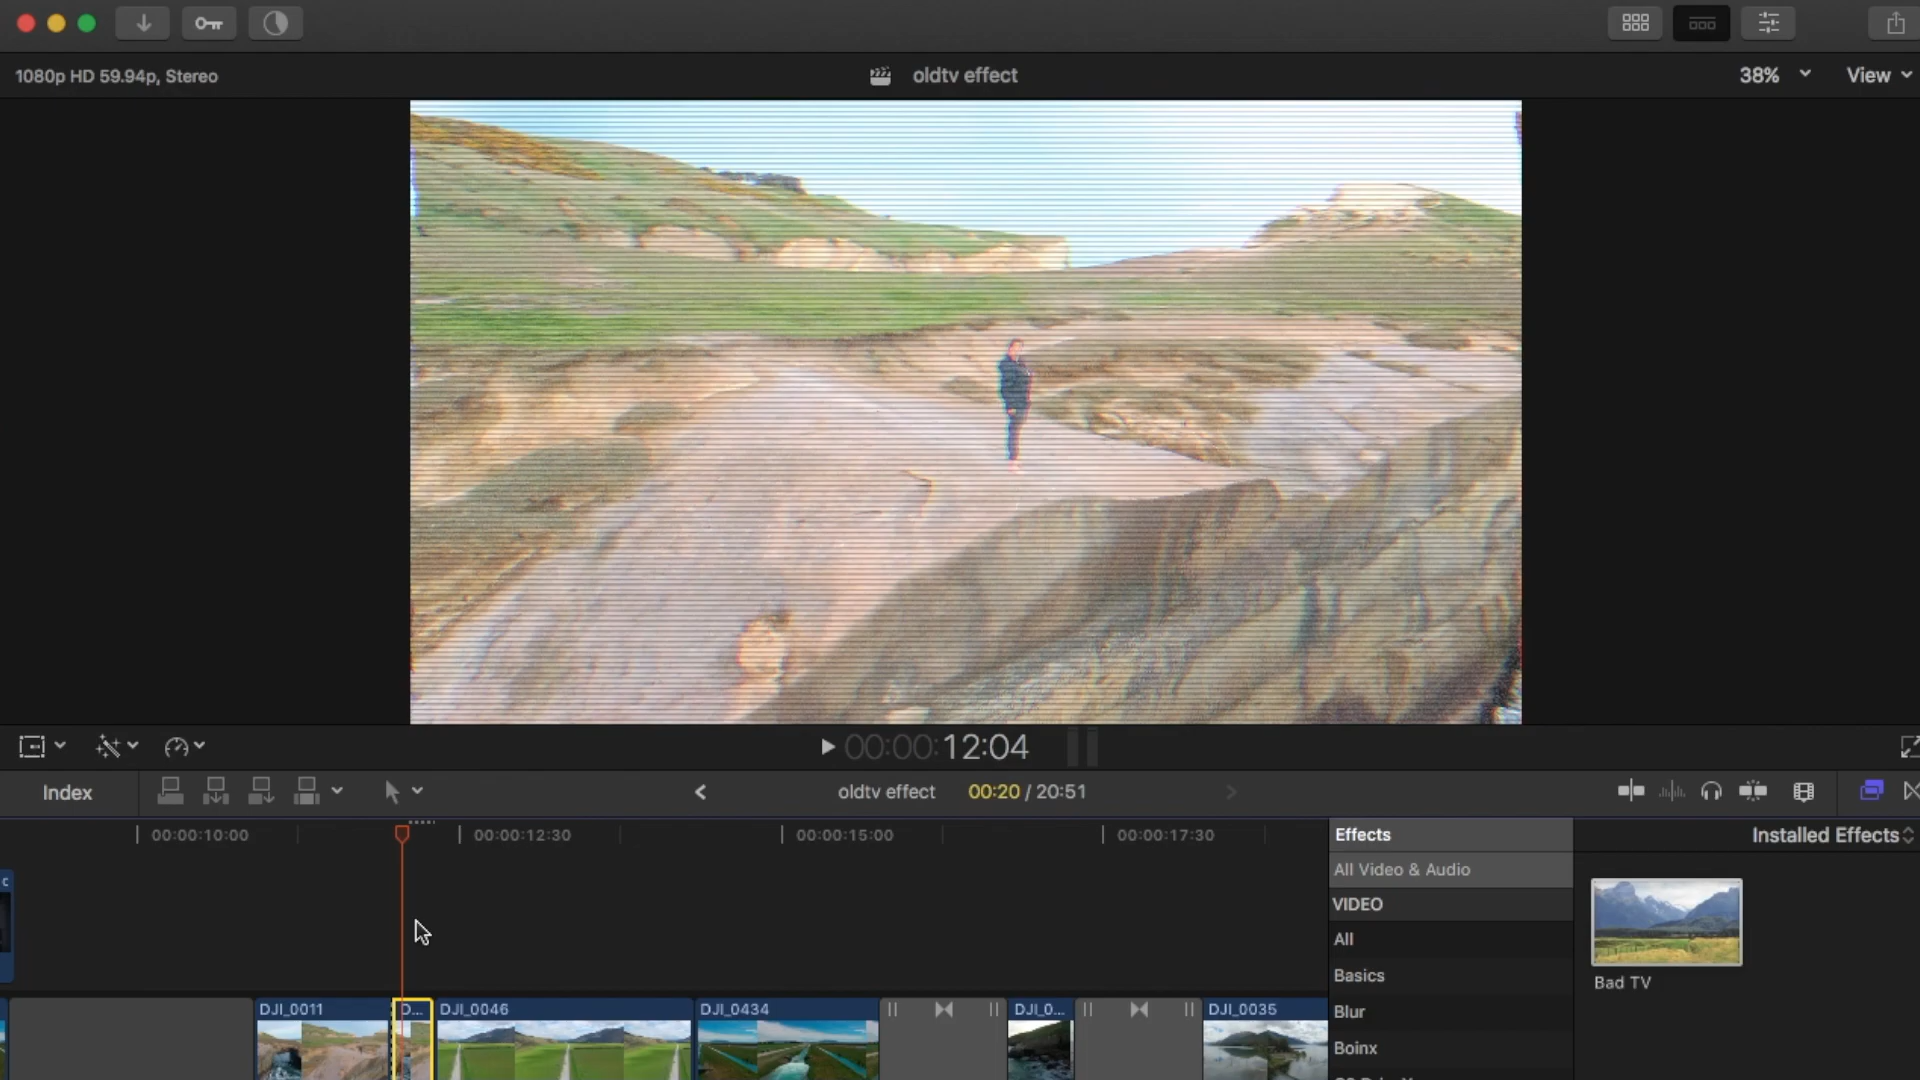 1080p HD 59.94p, Stereo
oldtv effect
38%
View
00:00:12:04
Index
oldtv effect
00:20 / 20:51
00:00:10:00
00:00:12:30
00:00:15:00
00:00:17:30
Effects
Installed Effects
All Video & Audio
VIDEO
All
Basics
Blur
Boinx
Bad TV
c
DJI_0011
D...
DJI_0046
DJI_0434
DJI_0...
DJI_0035